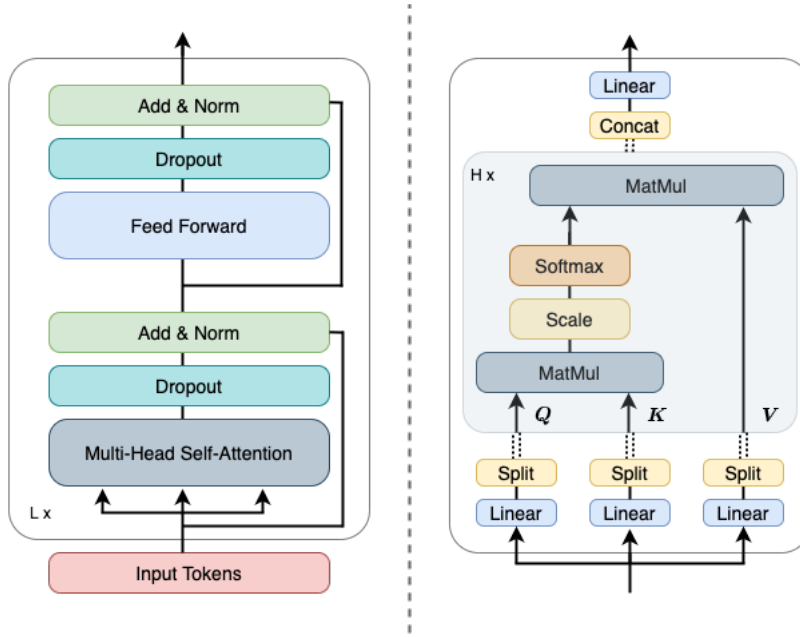 Add & Norm
Dropout
Feed Forward
Add & Norm
Dropout
Multi-Head Self-Attention
L x
Input Tokens
Linear
Concat
H x
MatMul
Softmax
Scale
MatMul
Q K V
Split Split Split
Linear Linear Linear